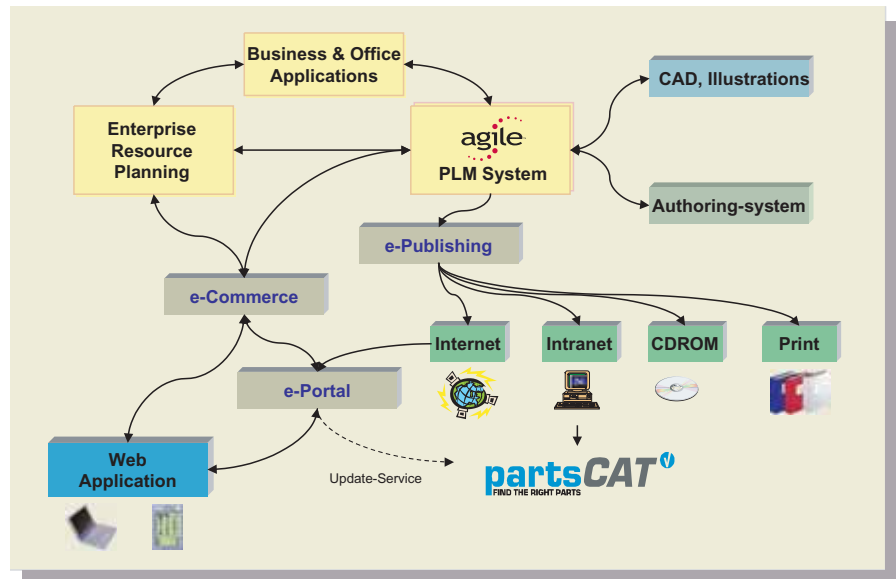 Business & Office
Applications
CAD, Illustrations
Enterprise
Resource
Planning
agile
PLM System
Authoring-system
e-Publishing
e-Commerce
Internet
Intranet
CDROM
Print
e-Portal
Web
Application
Update-Service
partsCAT
FIND THE RIGHT PARTS